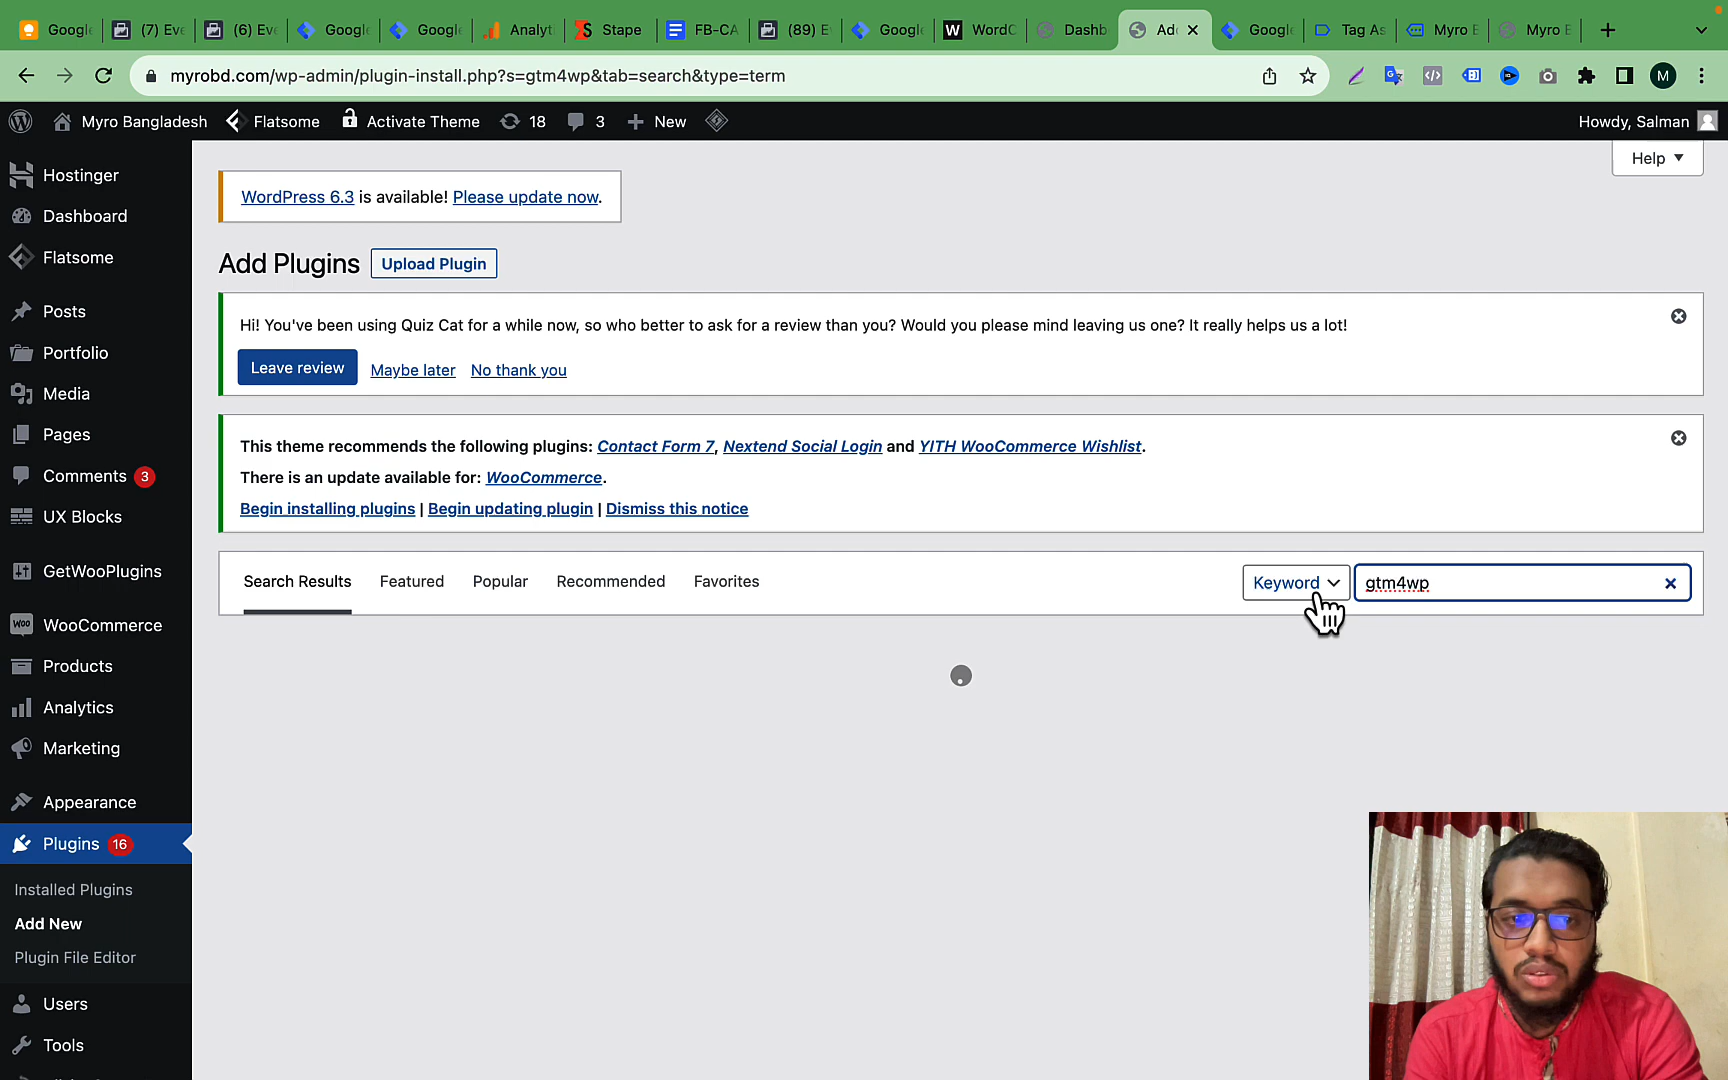 Google
(7) Eve
(6) Eve
Google
Google
Analyt
Stape
FB-CA
(89) E
Google
WordC
Dashb
Ad
Google
Tag As
Myro E
Myro E
myrobd.com/wp-admin/plugin-install.php?s=gtm4wp&tab=search&type=term
M
Myro Bangladesh
Flatsome
Activate Theme
18
3
New
Howdy, Salman
Help
Hostinger
Dashboard
Flatsome
Posts
Portfolio
Media
Pages
Comments 3
UX Blocks
GetWooPlugins
WooCommerce
Products
Analytics
Marketing
Appearance
Plugins 16
Installed Plugins
Add New
Plugin File Editor
Users
Tools
WordPress 6.3 is available! Please update now.
Add Plugins
Upload Plugin
Hi! You've been using Quiz Cat for a while now, so who better to ask for a review than you? Would you please mind leaving us one? It really helps us a lot!
Leave review
Maybe later
No thank you
This theme recommends the following plugins: Contact Form 7, Nextend Social Login and YITH WooCommerce Wishlist.
There is an update available for: WooCommerce.
Begin installing plugins | Begin updating plugin | Dismiss this notice
Search Results
Featured
Popular
Recommended
Favorites
Keyword
gtm4wp